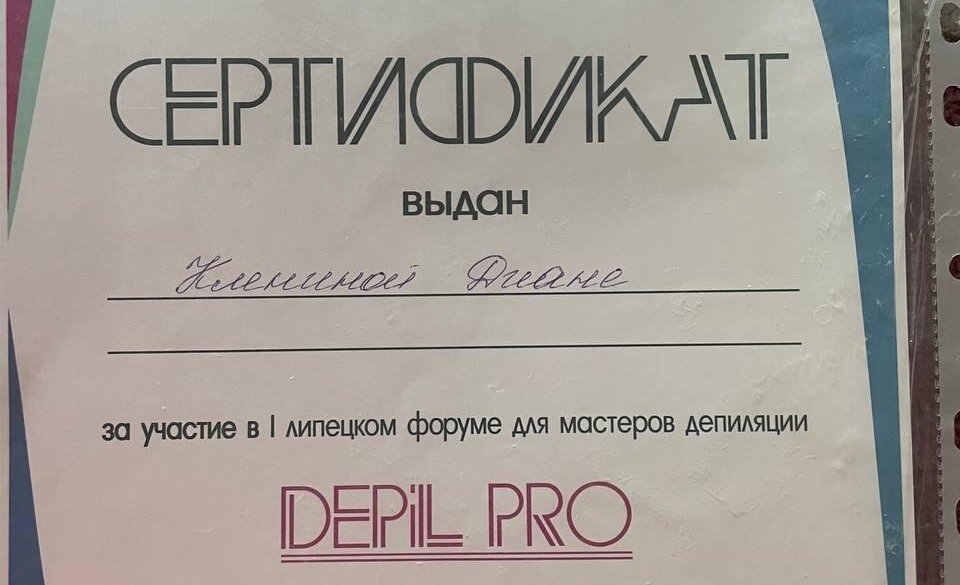 СЕРТИФИКАТ
выдан
Клениной Диане
за участие в I липецком форуме для мастеров депиляции
DEPiL PRO